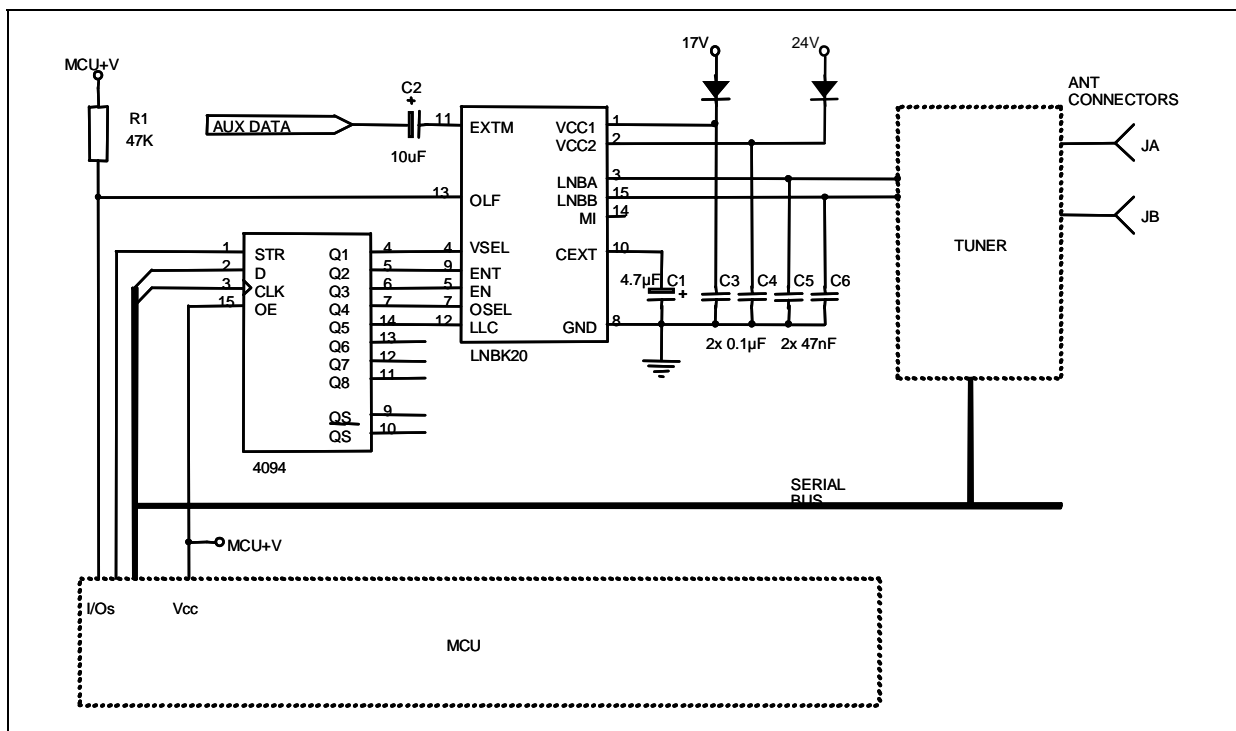 17V
24V
MCU+V
C2
+
ANT
CONNECTORS
R1
47K
AUX DATA
10uF
11
EXTM
VCC1
1
VCC2
2
JA
LNBA
3
13
OLF
LNBB
15
MI
14
JB
TUNER
1
STR
Q1
4
4
VSEL
CEXT
10
2
D
Q2
5
9
ENT
3
CLK
Q3
6
5
EN
4.7µF
C1
C3
C4
C5
C6
15
OE
Q4
7
7
OSEL
+
Q5
14
12
LLC
GND
8
Q6
13
2x 0.1µF
2x 47nF
Q7
12
LNBK20
Q8
11
QS
9
QS
10
4094
SERIAL
BUS
MCU+V
I/Os
Vcc
MCU